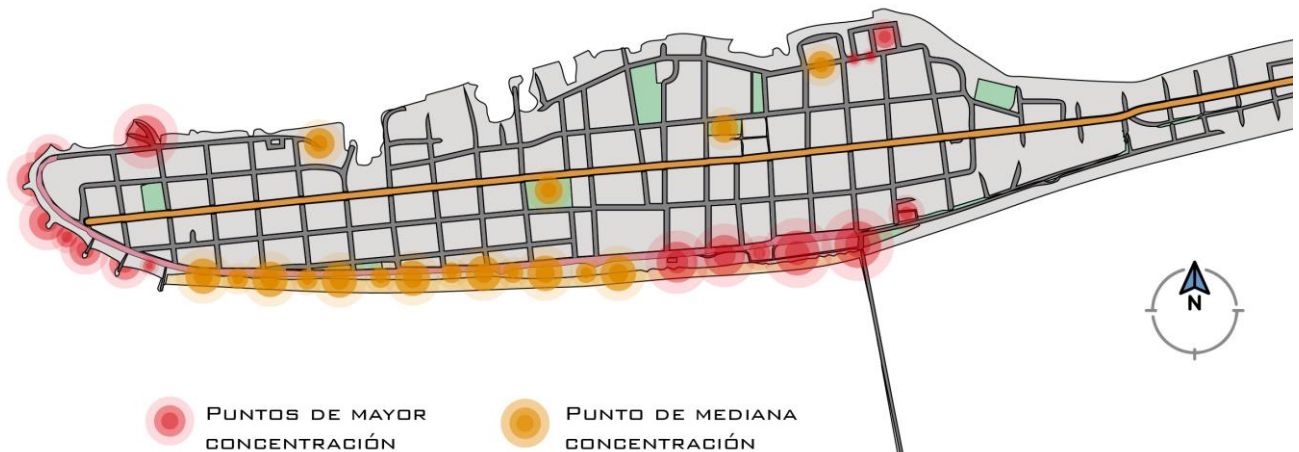 N
PUNTOS DE MAYOR
CONCENTRACIÓN
PUNTO DE MEDIANA
CONCENTRACIÓN